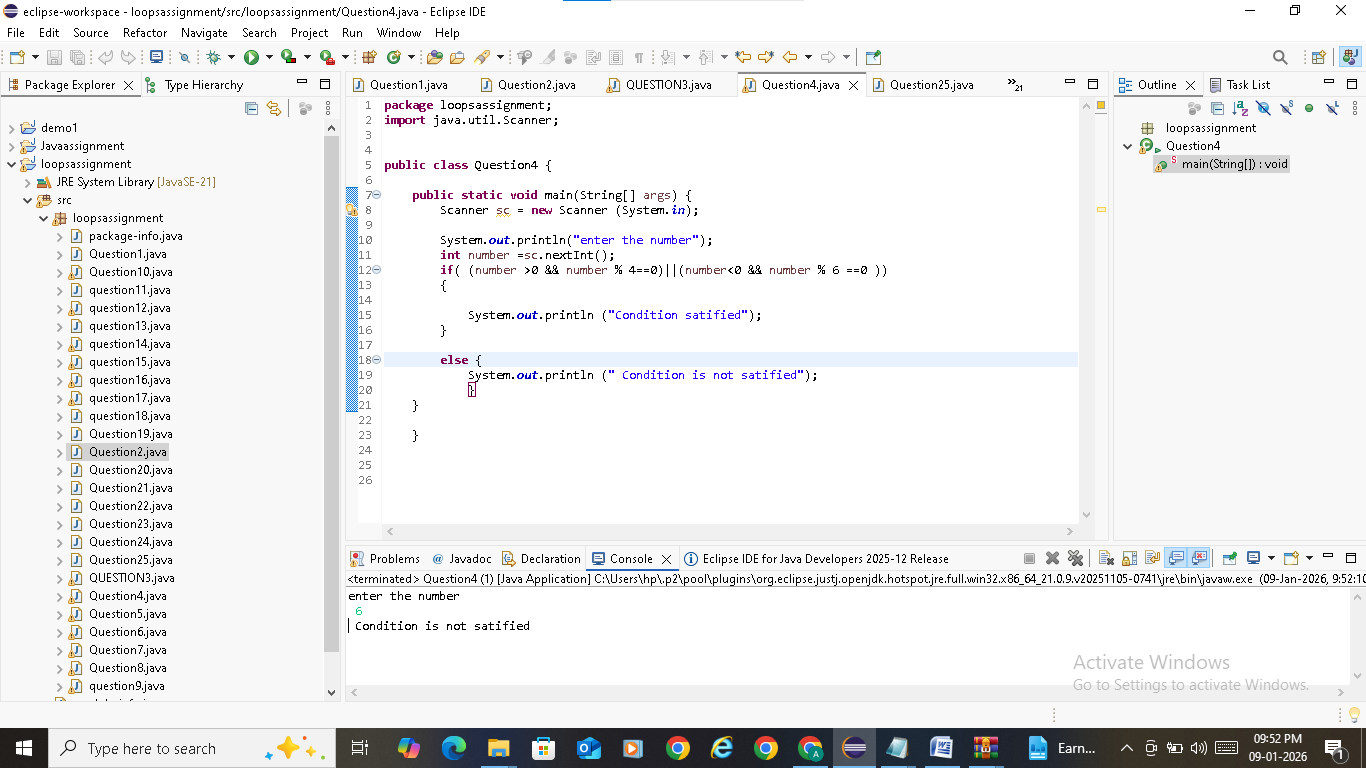 eclipse-workspace - loopsassignment/src/loopsassignment/Question4.java - Eclipse IDE
File Edit Source Refactor Navigate Search Project Run Window Help
Package Explorer Type Hierarchy
Question1.java Question2.java QUESTION3.java Question4.java Question25.java »21
Outline Task List
demo1
Javaassignment
loopsassignment
JRE System Library [JavaSE-21]
src
loopsassignment
package-info.java
Question1.java
Question10.java
question11.java
question12.java
question13.java
question14.java
question15.java
question16.java
question17.java
question18.java
Question19.java
Question2.java
Question20.java
Question21.java
Question22.java
Question23.java
Question24.java
Question25.java
QUESTION3.java
Question4.java
Question5.java
Question6.java
Question7.java
Question8.java
question9.java
1 package loopsassignment;
2 import java.util.Scanner;
3
4
5 public class Question4 {
6
7 public static void main(String[] args) {
8 Scanner sc = new Scanner (System.in);
9
10 System.out.println("enter the number");
11 int number =sc.nextInt();
12 if( (number >0 && number % 4==0)||(number<0 && number % 6 ==0 ))
13 {
14
15 System.out.println ("Condition satified");
16 }
17
18 else {
19 System.out.println (" Condition is not satified");
20 }
21 }
22
23 }
24
25
26
loopsassignment
Question4
main(String[]) : void
Problems @ Javadoc Declaration Console Eclipse IDE for Java Developers 2025-12 Release
<terminated> Question4 (1) [Java Application] C:\Users\hp\.p2\pool\plugins\org.eclipse.justj.openjdk.hotspot.jre.full.win32.x86_64_21.0.9.v20251105-0741\jre\bin\javaw.exe (09-Jan-2026, 9:52:10
enter the number
6
Condition is not satified
Activate Windows
Go to Settings to activate Windows.
Type here to search
Earn...
09:52 PM
09-01-2026
1